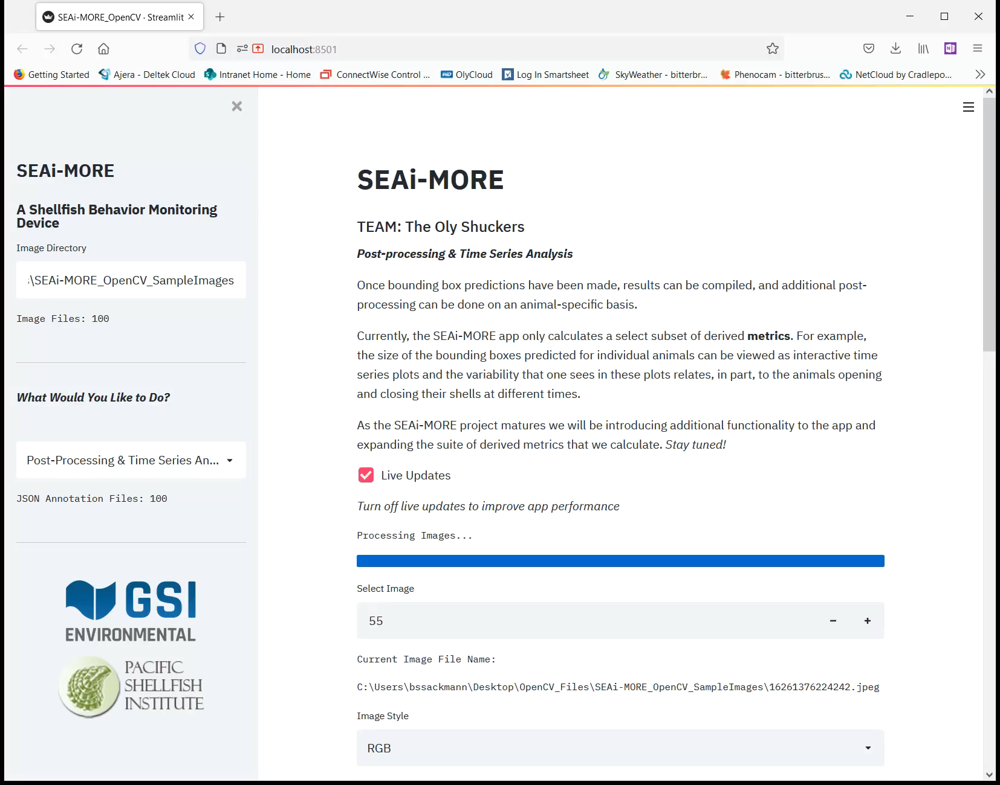 SEAi-MORE_OpenCV · Streamlit
localhost:8501
Getting Started
Ajera - Deltek Cloud
Intranet Home - Home
ConnectWise Control ...
OlyCloud
Log In Smartsheet
SkyWeather - bitterbr...
Phenocam - bitterbrus...
NetCloud by Cradlepo...
SEAi-MORE
A Shellfish Behavior Monitoring
Device
Image Directory
\SEAi-MORE_OpenCV_SampleImages
Image Files: 100
What Would You Like to Do?
Post-Processing & Time Series An...
JSON Annotation Files: 100
GSI
ENVIRONMENTAL
PACIFIC
SHELLFISH
INSTITUTE
SEAi-MORE
TEAM: The Oly Shuckers
Post-processing & Time Series Analysis
Once bounding box predictions have been made, results can be compiled, and additional post-
processing can be done on an animal-specific basis.
Currently, the SEAi-MORE app only calculates a select subset of derived metrics. For example,
the size of the bounding boxes predicted for individual animals can be viewed as interactive time
series plots and the variability that one sees in these plots relates, in part, to the animals opening
and closing their shells at different times.
As the SEAi-MORE project matures we will be introducing additional functionality to the app and
expanding the suite of derived metrics that we calculate. Stay tuned!
Live Updates
Turn off live updates to improve app performance
Processing Images...
Select Image
55
Current Image File Name:
C:\Users\bssackmann\Desktop\OpenCV_Files\SEAi-MORE_OpenCV_SampleImages\16261376224242.jpeg
Image Style
RGB